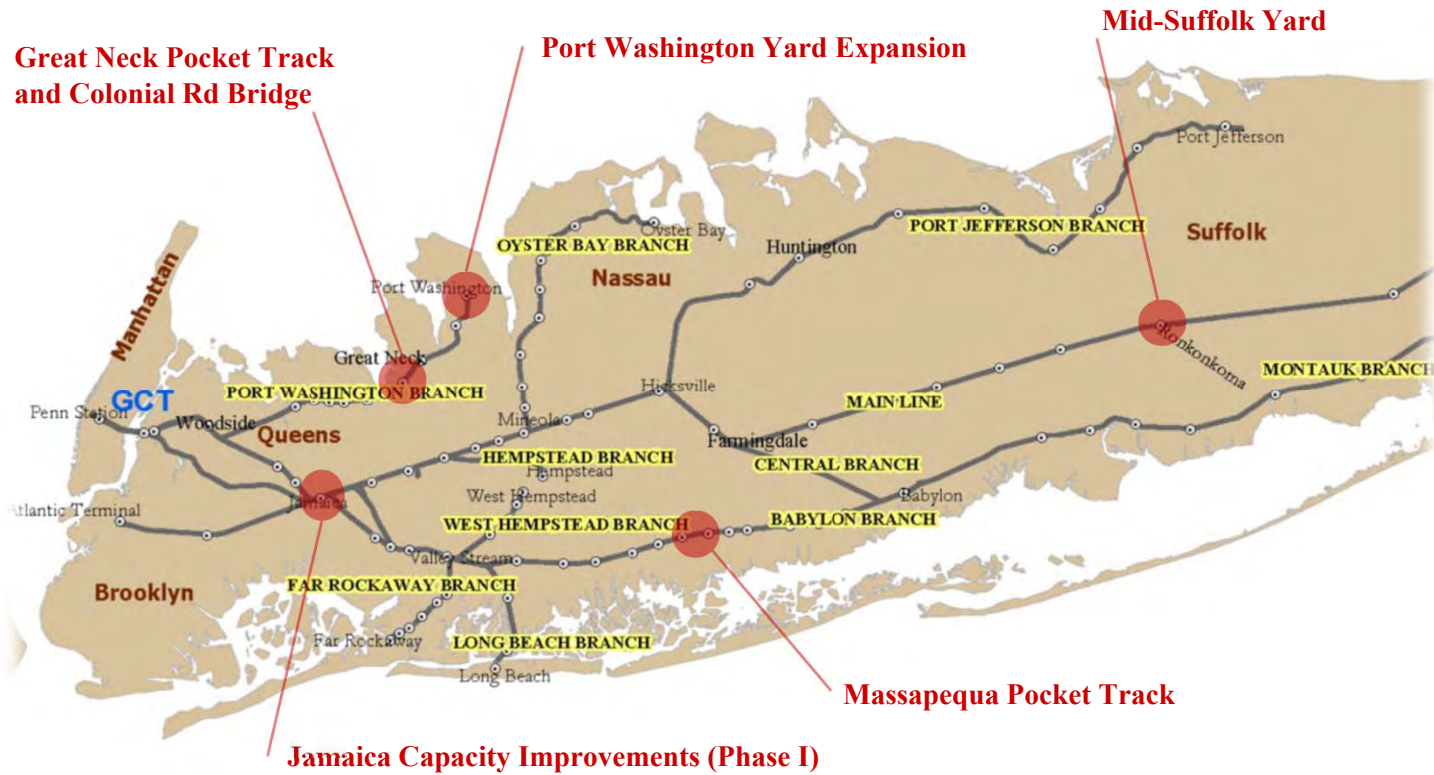 Mid-Suffolk Yard
Port Washington Yard Expansion
Great Neck Pocket Track
and Colonial Rd Bridge
Port Jefferson
Oyster Bay
OYSTER BAY BRANCH
PORT JEFFERSON BRANCH
Suffolk
Huntington
Nassau
Manhattan
Port Washington
Ronkonkoma
Great Neck
MONTAUK BRANCH
PORT WASHINGTON BRANCH
Hicksville
GCT
MAIN LINE
Penn Station
Woodside
Mineola
Queens
Farmingdale
HEMPSTEAD BRANCH
CENTRAL BRANCH
Hempstead
West Hempstead
Babylon
Jamaica
Atlantic Terminal
WEST HEMPSTEAD BRANCH
BABYLON BRANCH
Valley Stream
FAR ROCKAWAY BRANCH
Brooklyn
Far Rockaway
LONG BEACH BRANCH
Long Beach
Massapequa Pocket Track
Jamaica Capacity Improvements (Phase I)